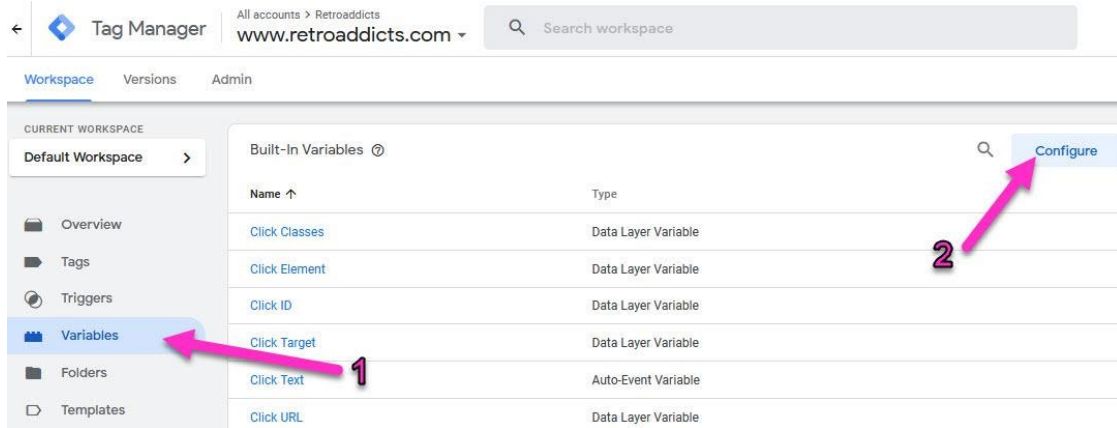 All accounts > Retroaddicts
Tag Manager
www.retroaddicts.com
Search workspace
Workspace Versions Admin
CURRENT WORKSPACE
Default Workspace
Overview
Tags
Triggers
Variables
Folders
Templates
Built-In Variables
Configure
Name Type
Click Classes Data Layer Variable
Click Element Data Layer Variable
Click ID Data Layer Variable
Click Target Data Layer Variable
Click Text Auto-Event Variable
Click URL Data Layer Variable
1
2